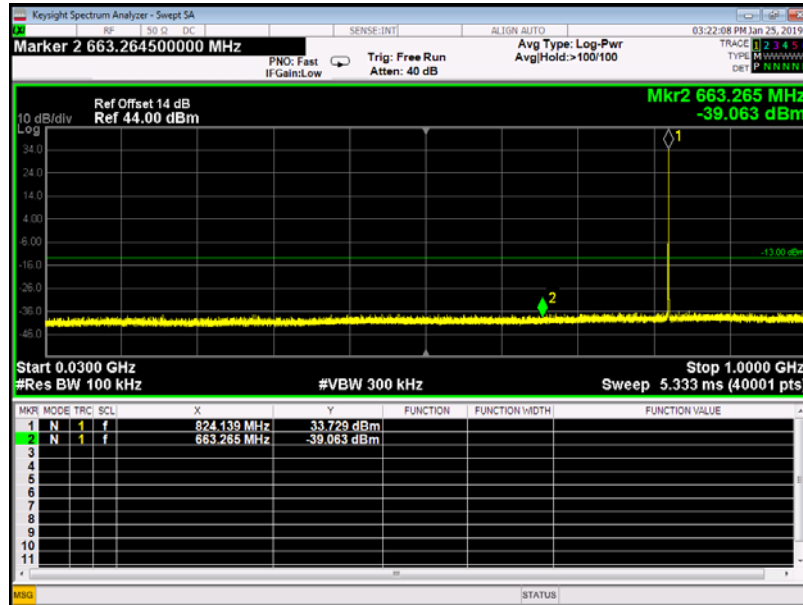 Keysight Spectrum Analyzer - Swept SA
RF 50 Ω DC SENSE:INT ALIGN AUTO 03:22:08 PM Jan 25, 2019
Marker 2 663.264500000 MHz
PNO: Fast
IFGain:Low
Trig: Free Run
Atten: 40 dB
Avg Type: Log-Pwr
Avg|Hold:>100/100
TRACE 1 2 3 4 5
TYPE M
DET P N N N N
Ref Offset 14 dB
Ref 44.00 dBm
10 dB/div
Log
Mkr2 663.265 MHz
-39.063 dBm
34.0
24.0
14.0
4.00
-6.00
-16.0
-26.0
-36.0
-46.0
1
2
-13.00 dBm
Start 0.0300 GHz Stop 1.0000 GHz
#Res BW 100 kHz #VBW 300 kHz Sweep 5.333 ms (40001 pts
MKR MODE TRC SCL X Y FUNCTION FUNCTION WIDTH FUNCTION VALUE
1 N 1 f 824.139 MHz 33.729 dBm
2 N 1 f 663.265 MHz -39.063 dBm
3
4
5
6
7
8
9
10
11
MSG STATUS